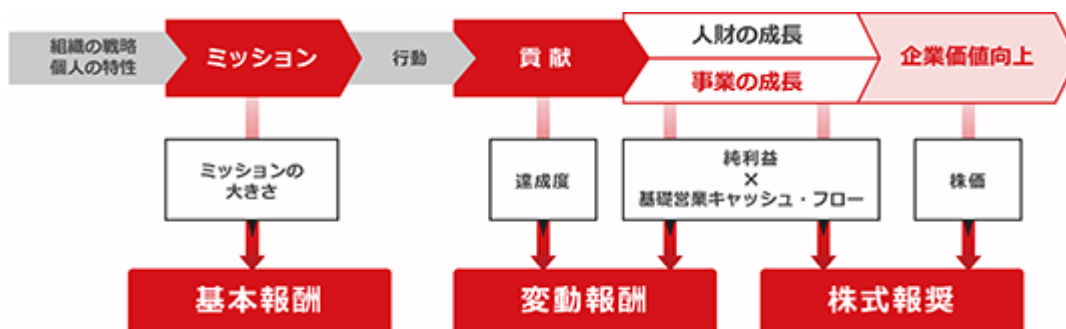 組織の戦略
個人の特性
ミッション
行動
貢献
人財の成長
事業の成長
企業価値向上
ミッションの
大きさ
達成度
純利益
×
基礎営業キャッシュ・フロー
株価
基本報酬
変動報酬
株式報奨